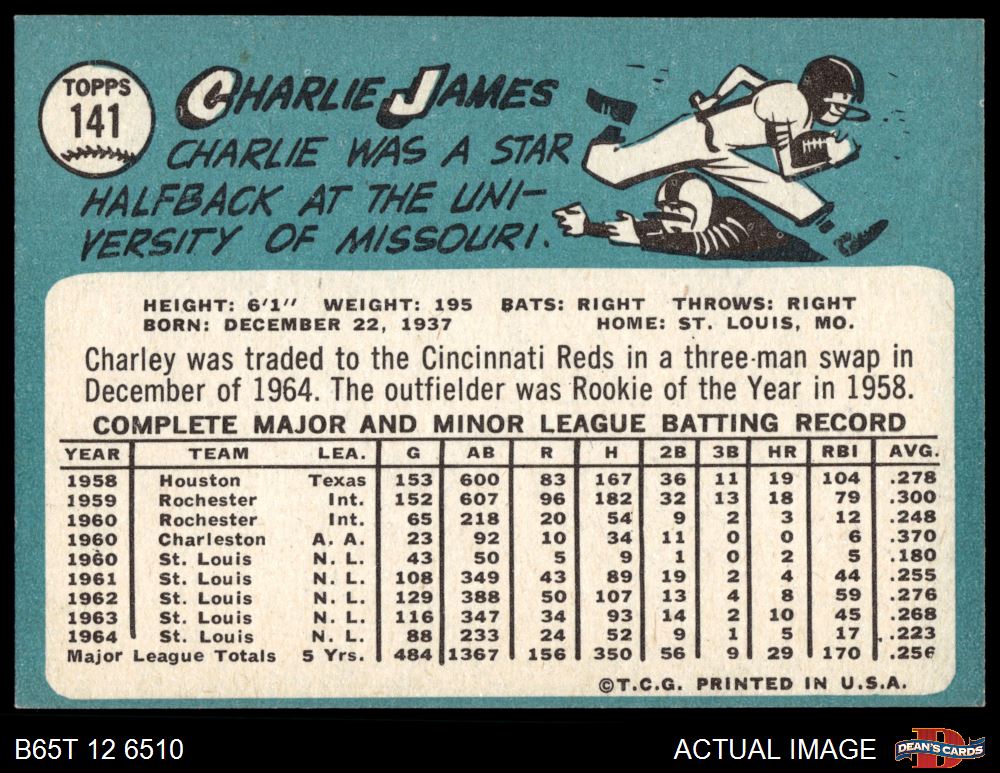 TOPPS
141
CHARLIE JAMES
CHARLIE WAS A STAR
HALFBACK AT THE UNI-
VERSITY OF MISSOURI.
HEIGHT: 6'1" WEIGHT: 195 BATS: RIGHT THROWS: RIGHT
BORN: DECEMBER 22, 1937 HOME: ST. LOUIS, MO.
Charley was traded to the Cincinnati Reds in a three-man swap in
December of 1964. The outfielder was Rookie of the Year in 1958.
COMPLETE MAJOR AND MINOR LEAGUE BATTING RECORD
YEAR TEAM LEA. G AB R H 2B 3B HR RBI AVG.
1958 Houston Texas 153 600 83 167 36 11 19 104 .278
1959 Rochester Int. 152 607 96 182 32 13 18 79 .300
1960 Rochester Int. 65 218 20 54 9 2 3 12 .248
1960 Charleston A. A. 23 92 10 34 11 0 0 6 .370
1960 St. Louis N. L. 43 50 5 9 1 0 2 5 .180
1961 St. Louis N. L. 108 349 43 89 19 2 4 44 .255
1962 St. Louis N. L. 129 388 50 107 13 4 8 59 .276
1963 St. Louis N. L. 116 347 34 93 14 2 10 45 .268
1964 St. Louis N. L. 88 233 24 52 9 1 5 17 .223
Major League Totals 5 Yrs. 484 1367 156 350 56 9 29 170 .256
©T.C.G. PRINTED IN U.S.A.
B65T 12 6510 ACTUAL IMAGE DEAN'S CARDS